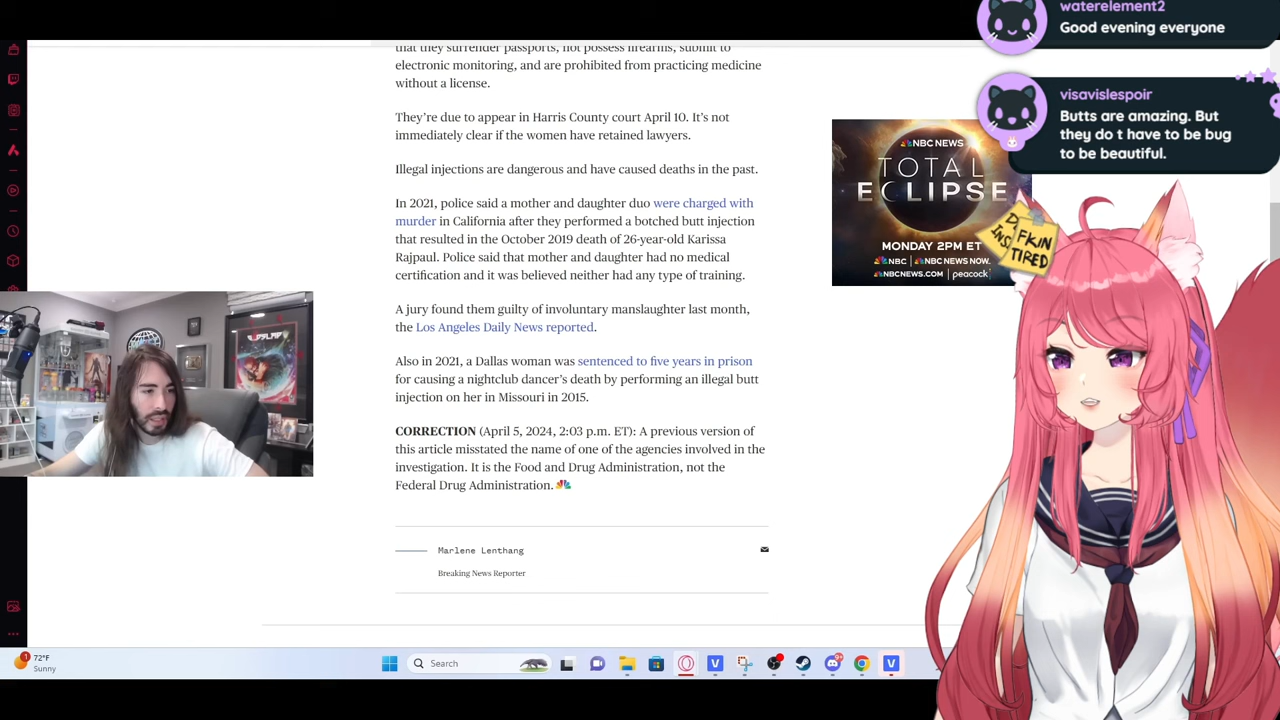 waterelement2
Good evening everyone
visavislespoir
Butts are amazing. But
they do t have to be bug
to be beautiful.
that they surrender passports, not possess firearms, submit to
electronic monitoring, and are prohibited from practicing medicine
without a license.
They’re due to appear in Harris County court April 10. It’s not
immediately clear if the women have retained lawyers.
Illegal injections are dangerous and have caused deaths in the past.
In 2021, police said a mother and daughter duo were charged with
murder in California after they performed a botched butt injection
that resulted in the October 2019 death of 26-year-old Karissa
Rajpaul. Police said that mother and daughter had no medical
certification and it was believed neither had any type of training.
A jury found them guilty of involuntary manslaughter last month,
the Los Angeles Daily News reported.
Also in 2021, a Dallas woman was sentenced to five years in prison
for causing a nightclub dancer’s death by performing an illegal butt
injection on her in Missouri in 2015.
CORRECTION (April 5, 2024, 2:03 p.m. ET): A previous version of
this article misstated the name of one of the agencies involved in the
investigation. It is the Food and Drug Administration, not the
Federal Drug Administration.
Marlene Lenthang
Breaking News Reporter
NBC NEWS
TOTAL
ECLIPSE
MONDAY 2PM ET
NBC | NBC NEWS NOW.
NBCNEWS.COM | peacock
FKIN
TIRED
72°F
Sunny
Search